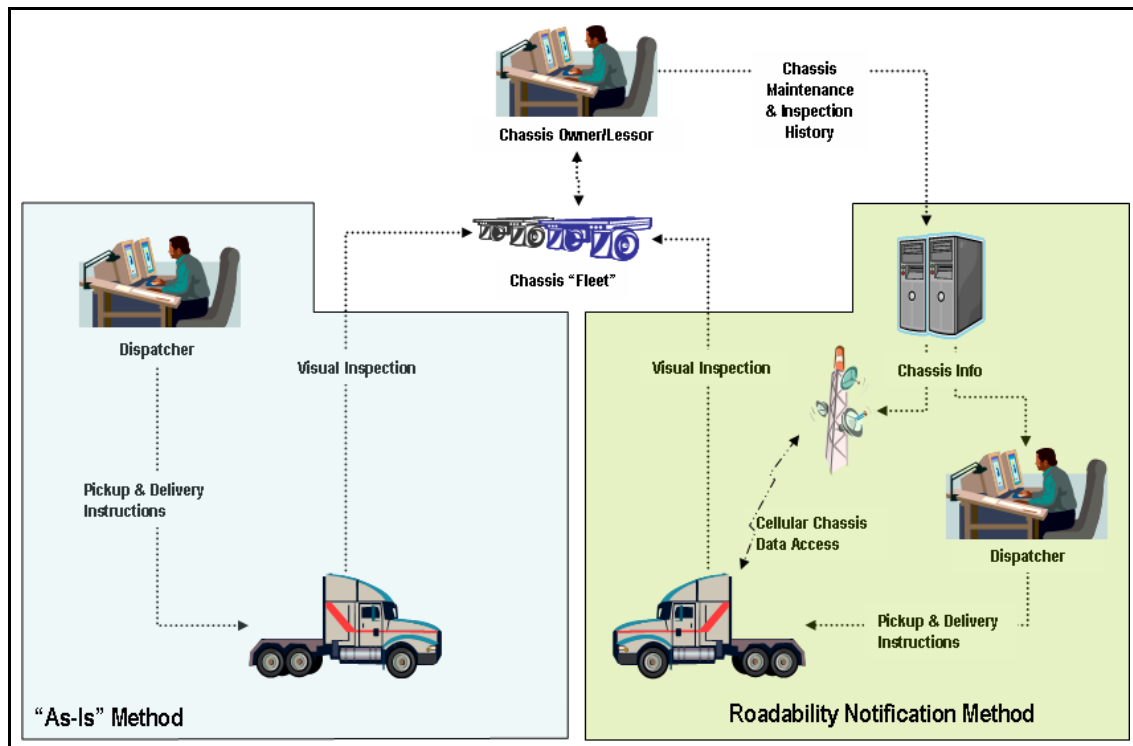 Chassis
Maintenance
& Inspection
History
Chassis Owner/Lessor
Chassis “Fleet”
Dispatcher
Visual Inspection
Pickup & Delivery
Instructions
“As-Is” Method
Visual Inspection
Chassis Info
Cellular Chassis
Data Access
Dispatcher
Pickup & Delivery
Instructions
Roadability Notification Method